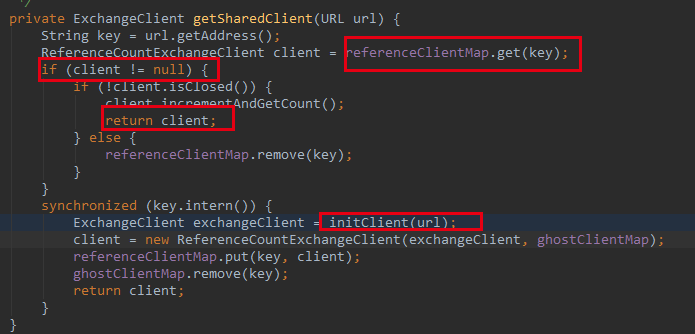 */
private ExchangeClient getSharedClient(URL url) {
String key = url.getAddress();
ReferenceCountExchangeClient client = referenceClientMap.get(key);
if (client != null) {
if (!client.isClosed()) {
client.incrementAndGetCount();
return client;
} else {
referenceClientMap.remove(key);
}
}
synchronized (key.intern()) {
ExchangeClient exchangeClient = initClient(url);
client = new ReferenceCountExchangeClient(exchangeClient, ghostClientMap);
referenceClientMap.put(key, client);
ghostClientMap.remove(key);
return client;
}
}